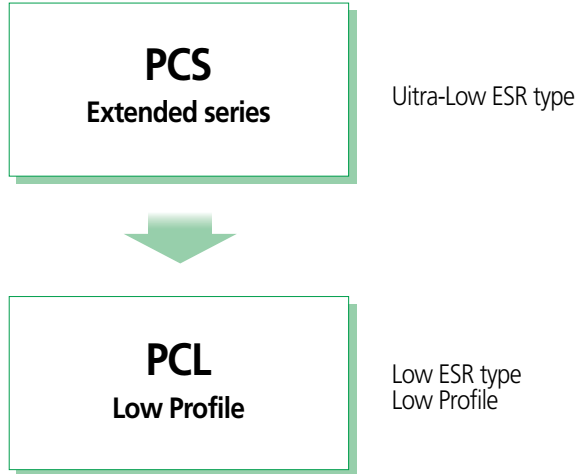 PCS
Extended series
Uitra-Low ESR type
PCL
Low Profile
Low ESR type
Low Profile